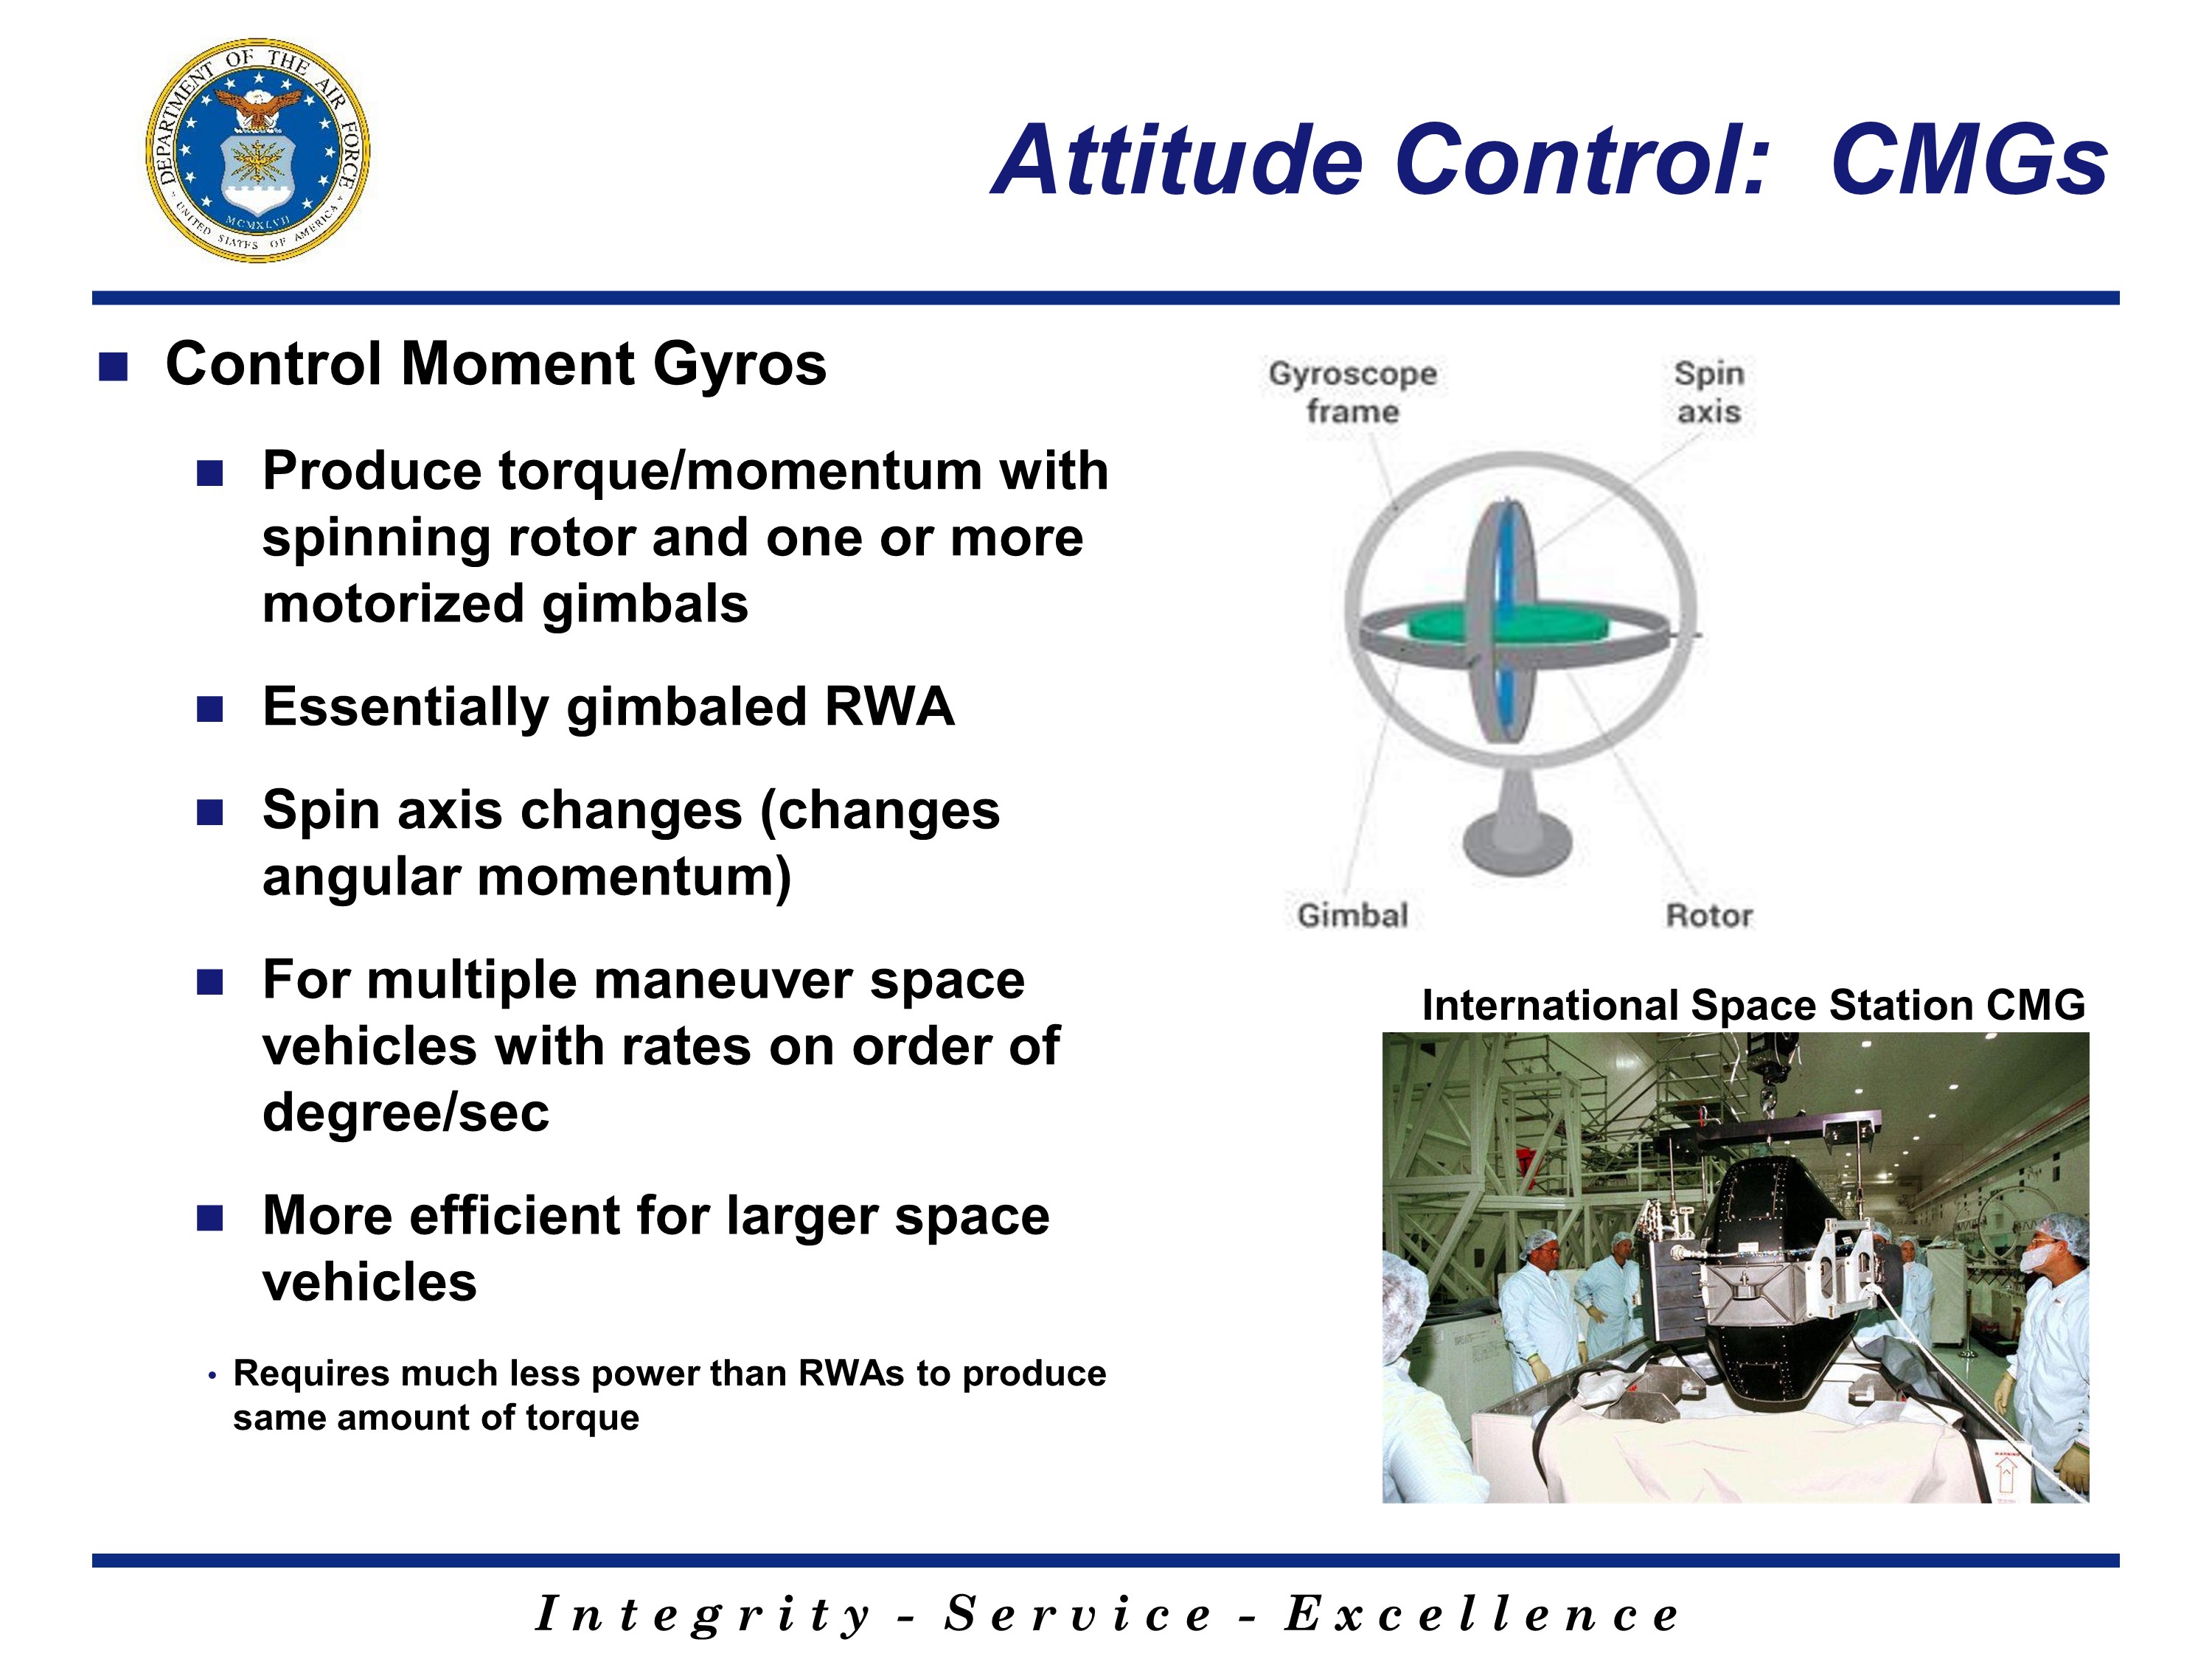 DEPARTMENT OF THE AIR FORCE
MCMXLVII
UNITED STATES OF AMERICA
Attitude Control: CMGs
Control Moment Gyros
Produce torque/momentum with
spinning rotor and one or more
motorized gimbals
Essentially gimbaled RWA
Spin axis changes (changes
angular momentum)
For multiple maneuver space
vehicles with rates on order of
degree/sec
More efficient for larger space
vehicles
• Requires much less power than RWAs to produce
same amount of torque
Gyroscope
frame
Spin
axis
Gimbal
Rotor
International Space Station CMG
Integrity - Service - Excellence